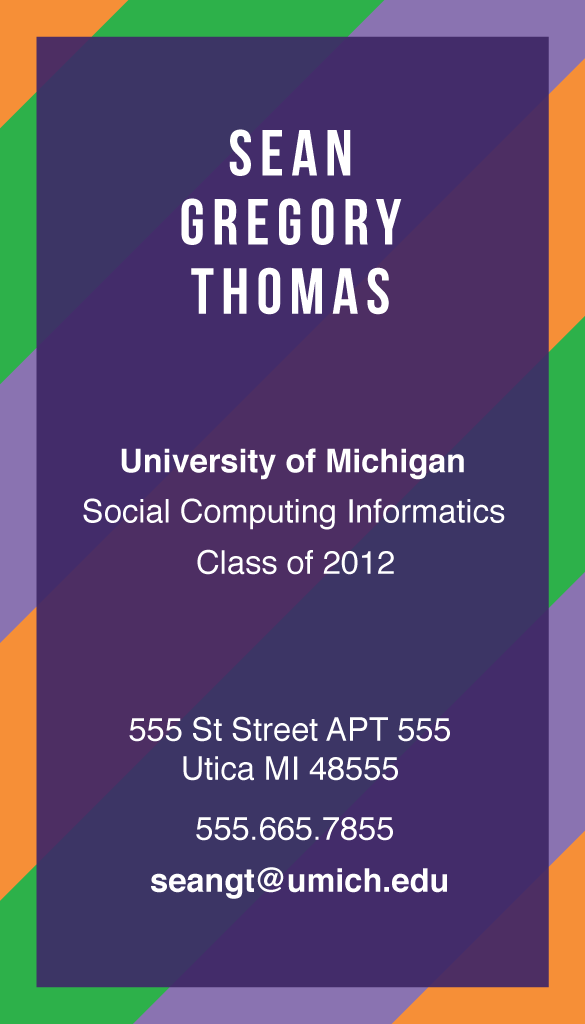 SEAN
GREGORY
THOMAS
University of Michigan
Social Computing Informatics
Class of 2012
555 St Street APT 555
Utica MI 48555
555.665.7855
seangt@umich.edu